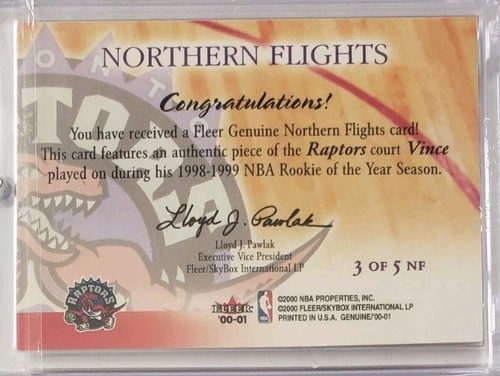 NORTHERN FLIGHTS
Congratulations!
You have received a Fleer Genuine Northern Flights card!
This card features an authentic piece of the Raptors court Vince
played on during his 1998-1999 NBA Rookie of the Year Season.
Lloyd J. Pawlak
Lloyd J. Pawlak
Executive Vice President
Fleer/SkyBox International LP
3 OF 5 NF
RAPTORS
FLEER
'00-01
NBA
©2000 NBA PROPERTIES, INC.
©2000 FLEER/SKYBOX INTERNATIONAL LP
PRINTED IN U.S.A. GENUINE/'00-01